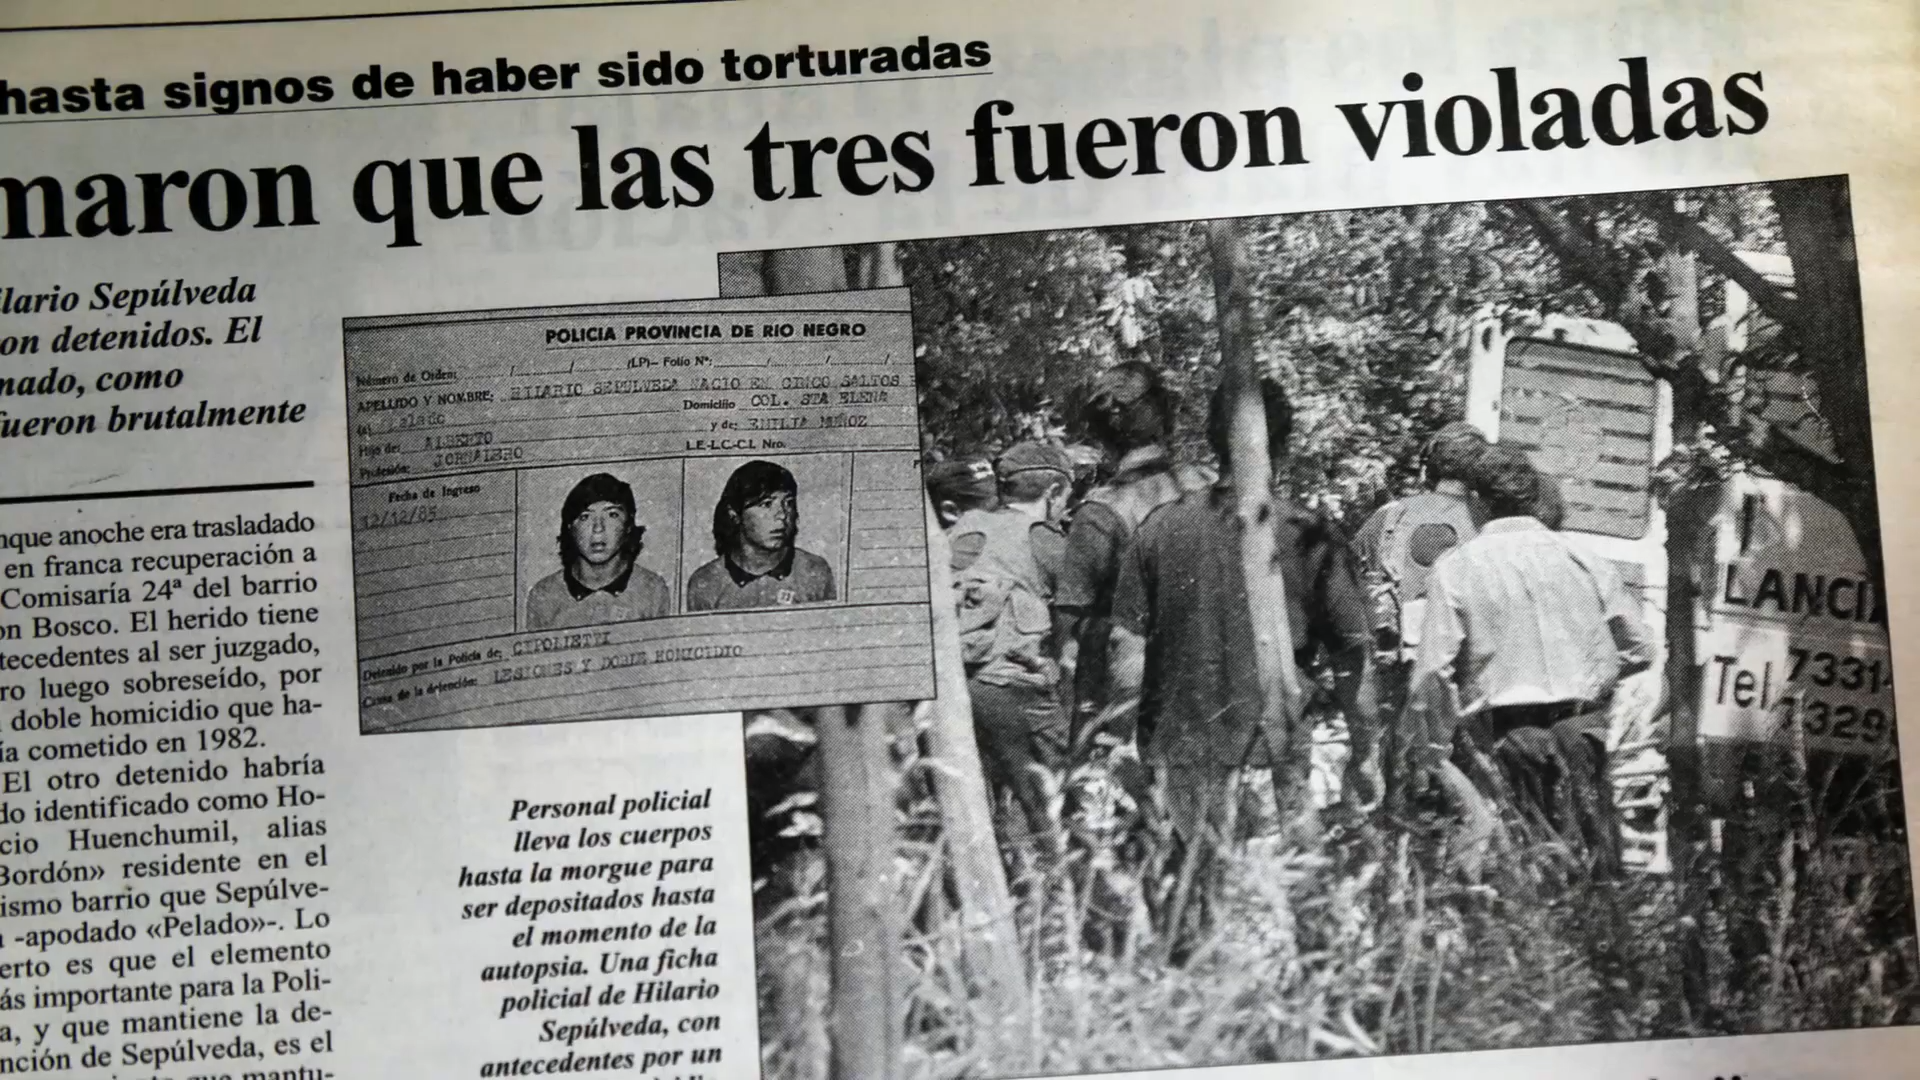 hasta signos de haber sido torturadas
maron que las tres fueron violadas
ilario Sepúlveda
on detenidos. El
nado, como
fueron brutalmente
nque anoche era trasladado
en franca recuperación a
Comisaría 24ª del barrio
on Bosco. El herido tiene
tecedentes al ser juzgado,
ro luego sobreseído, por
doble homicidio que ha-
ía cometido en 1982.
El otro detenido habría
do identificado como Ho-
cio Huenchumil, alias
Bordón» residente en el
ismo barrio que Sepúlve-
-apodado «Pelado»-. Lo
erto es que el elemento
ás importante para la Poli-
a, y que mantiene la de-
nción de Sepúlveda, es el
que mantu-
POLICIA PROVINCIA DE RIO NEGRO
Número de Orden: / / (LP)- Folio Nº: / / /
APELLIDO Y NOMBRE: HILARIO SEPULVEDA NACIO EN CINCO SALTOS
(a) Pelado Domicilio COL. STA ELENA
Hijo de: ALBERTO y de: EMILIA MUÑOZ
Profesión: JORNALERO L.E-L.C-C.I. Nro.
Fecha de Ingreso
12/12/85
Detenido por la Policía de: CIPOLLETTI
Causa de la detención: LESIONES Y DOBLE HOMICIDIO
Personal policial
lleva los cuerpos
hasta la morgue para
ser depositados hasta
el momento de la
autopsia. Una ficha
policial de Hilario
Sepúlveda, con
antecedentes por un
LANCI
Tel. 7331
7329